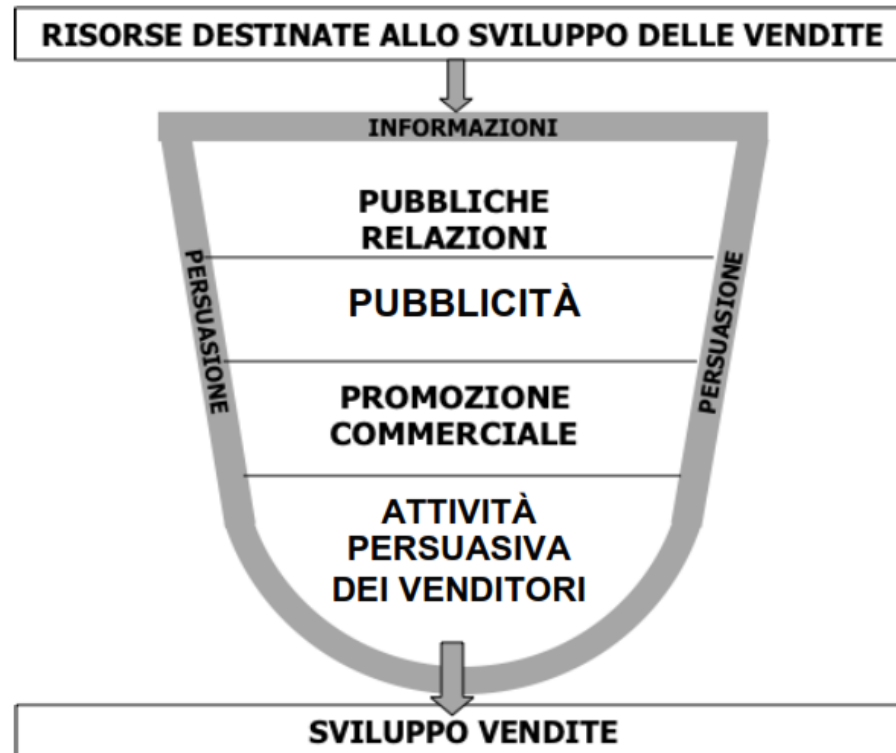 RISORSE DESTINATE ALLO SVILUPPO DELLE VENDITE
INFORMAZIONI
PUBBLICHE
RELAZIONI
PERSUASIONE
PERSUASIONE
PUBBLICITÀ
PROMOZIONE
COMMERCIALE
ATTIVITÀ
PERSUASIVA
DEI VENDITORI
SVILUPPO VENDITE